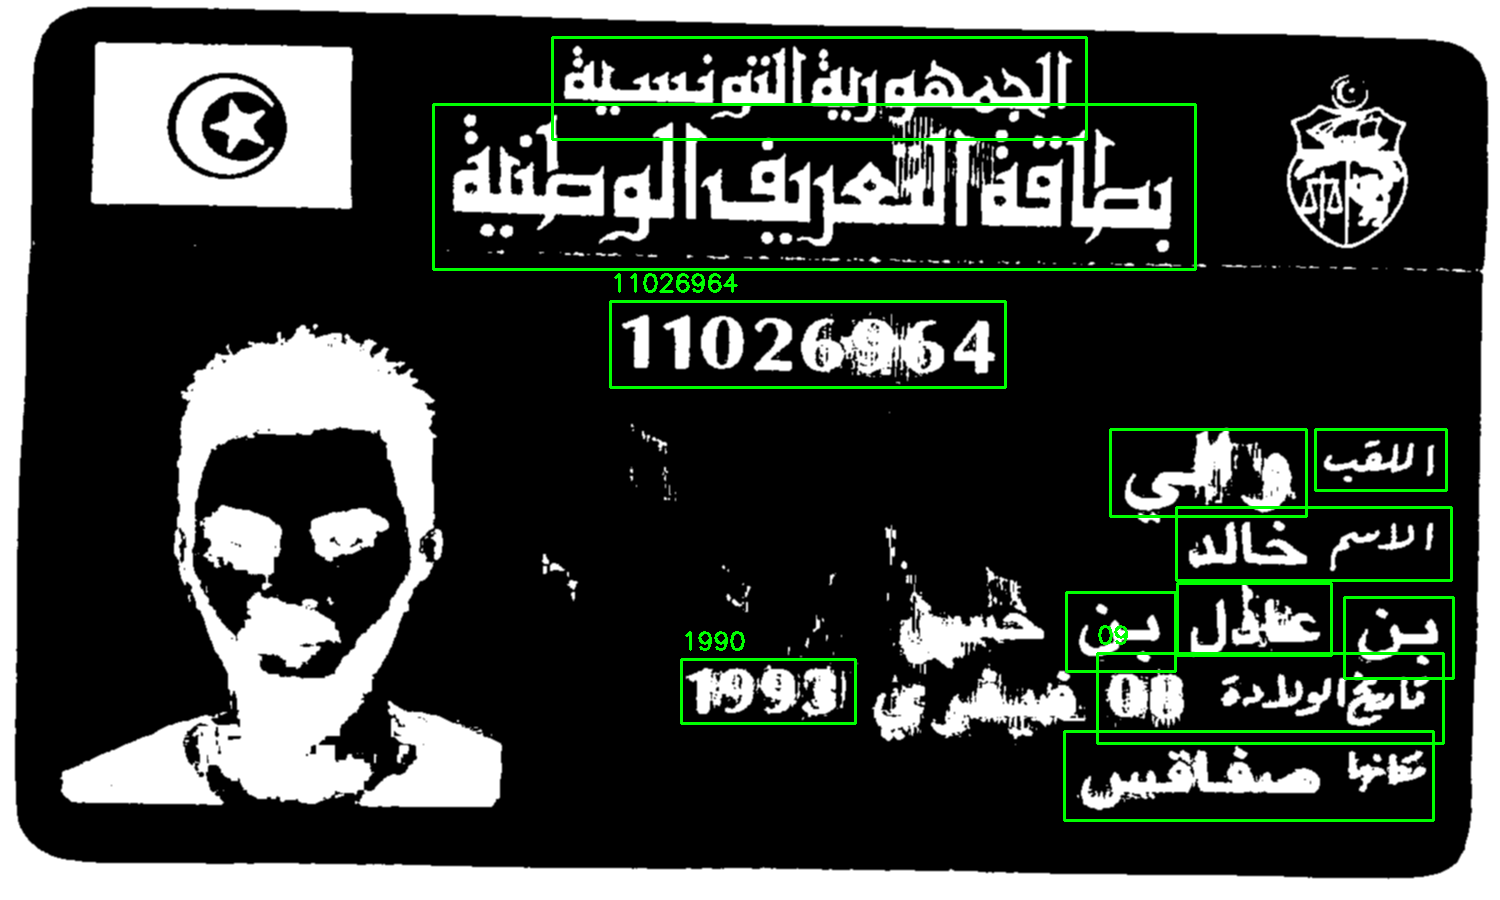 الجمهورية التونسية
بطاقة التعريف الوطنية
11026964
11026964
اللقب والي
الاسم خالد
بن عادل بن
09
1990
تاريخ الولادة 08 فيفري 1993
مكانها صفاقس